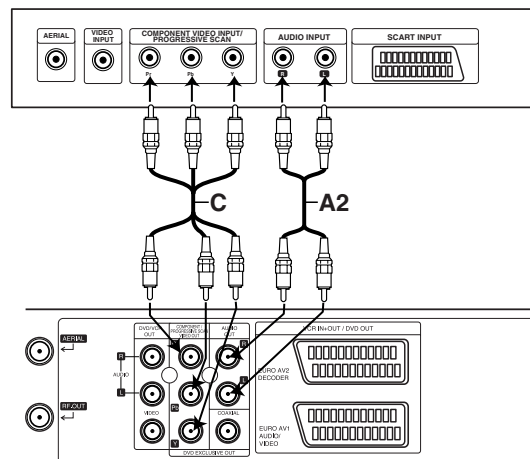 AERIAL
VIDEO
INPUT
COMPONENT VIDEO INPUT/
PROGRESSIVE SCAN
AUDIO INPUT
SCART INPUT
Pr
Pb
Y
R
L
C
A2
AERIAL
RF.OUT
DVD/VCR
OUT
COMPONENT/
PROGRESSIVE SCAN
VIDEO OUT
AUDIO
OUT
VCR IN+OUT / DVD OUT
R
AUDIO
L
VIDEO
Pb
Y
R
L
COAXIAL
DVD EXCLUSIVE OUT
EURO AV2
DECODER
EURO AV1
AUDIO/
VIDEO